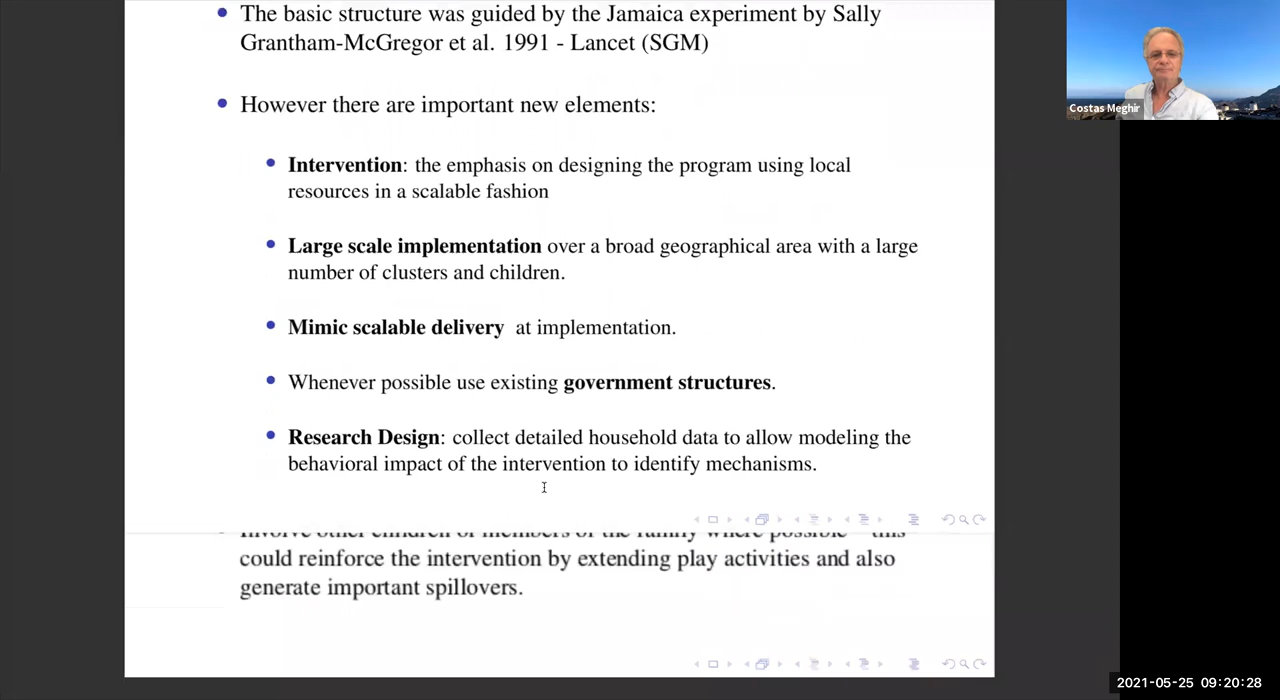 The basic structure was guided by the Jamaica experiment by Sally
Grantham-McGregor et al. 1991 - Lancet (SGM)
However there are important new elements:
Intervention: the emphasis on designing the program using local
resources in a scalable fashion
Large scale implementation over a broad geographical area with a large
number of clusters and children.
Mimic scalable delivery at implementation.
Whenever possible use existing government structures.
Research Design: collect detailed household data to allow modeling the
behavioral impact of the intervention to identify mechanisms.
Involve other children or members of the family where possible – this
could reinforce the intervention by extending play activities and also
generate important spillovers.
Costas Meghir
2021-05-25 09:20:28